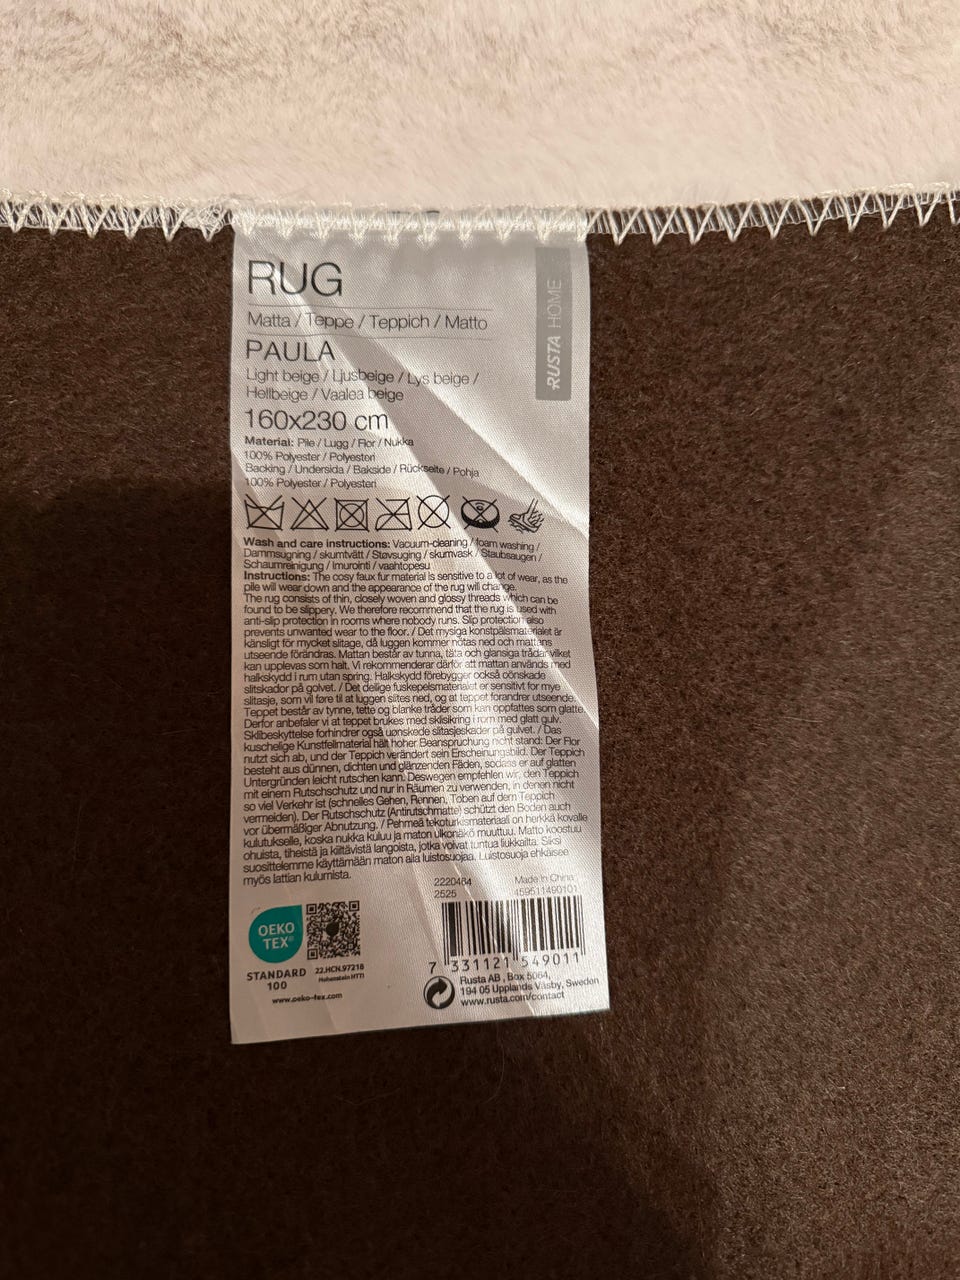 RUG
RUSTA HOME
Matta / Teppe / Teppich / Matto
PAULA
Light beige / Ljusbeige / Lys beige /
Hellbeige / Vaalea beige
160x230 cm
Material: Pile / Lugg / Flor / Nukka
100% Polyester / Polyesteri
Backing / Undersida / Bakside / Rückseite / Pohja
100% Polyester / Polyesteri
Wash and care instructions: Vacuum-cleaning / foam washing /
Dammsugning / skumtvätt / Støvsuging / skumvask / Staubsaugen /
Schaumreinigung / Imurointi / vaahtopesu
Instructions: The cosy faux fur material is sensitive to a lot of wear, as the
pile will wear down and the appearance of the rug will change.
The rug consists of thin, closely woven and glossy threads which can be
found to be slippery. We therefore recommend that the rug is used with
anti-slip protection in rooms where nobody runs. Slip protection also
prevents unwanted wear to the floor. / Det mysiga konstpälsmaterialet är
känsligt för mycket slitage, då luggen kommer nötas ned och mattans
utseende förändras. Mattan består av tunna, täta och glansiga trådar vilket
kan upplevas som halt. Vi rekommenderar därför att mattan används med
halkskydd i rum utan spring. Halkskydd förebygger också oönskade
slitskador på golvet. / Det delige fuskepelsmaterialet er sensitivt for mye
slitasje, som vil føre til at luggen slites ned, og at teppet forandrer utseende.
Teppet består av tynne, tette og blanke tråder som kan oppfattes som glatte.
Derfor anbefaler vi at teppet brukes med sklisikring i rom med glatt gulv.
Sklibeskyttelse forhindrer også uønskede slitasjeskader på gulvet. / Das
kuschelige Kunstfellmaterial hält hoher Beanspruchung nicht stand: Der Flor
nutzt sich ab, und der Teppich verändert sein Erscheinungsbild. Der Teppich
besteht aus dünnen, dichten und glänzenden Fäden, sodass er auf glatten
Untergründen leicht rutschen kann. Deswegen empfehlen wir, den Teppich
mit einem Rutschschutz und nur in Räumen zu verwenden, in denen nicht
so viel Verkehr ist (schnelles Gehen, Rennen, Toben auf dem Teppich
vermeiden). Der Rutschschutz (Antirutschmatte) schützt den Boden auch
vor übermäßiger Abnutzung. / Pehmeä tekoturkismateriaali on herkkä kovalle
kulutukselle, koska nukka kuluu ja maton ulkonäkö muuttuu. Matto koostuu
ohuista, tiheistä ja kiiltävistä langoista, jotka voivat tuntua liukkailta. Siksi
suosittelemme käyttämään maton alla luistosuojaa. Luistosuoja ehkäisee
myös lattian kulumista.
2220484 Made in China
2525 459511490101
OEKO
TEX®
STANDARD
100
22.HCN.97218
Hohenstein HTTI
www.oeko-tex.com
7 331121 549011
Rusta AB, Box 5064,
194 05 Upplands Väsby, Sweden
www.rusta.com/contact